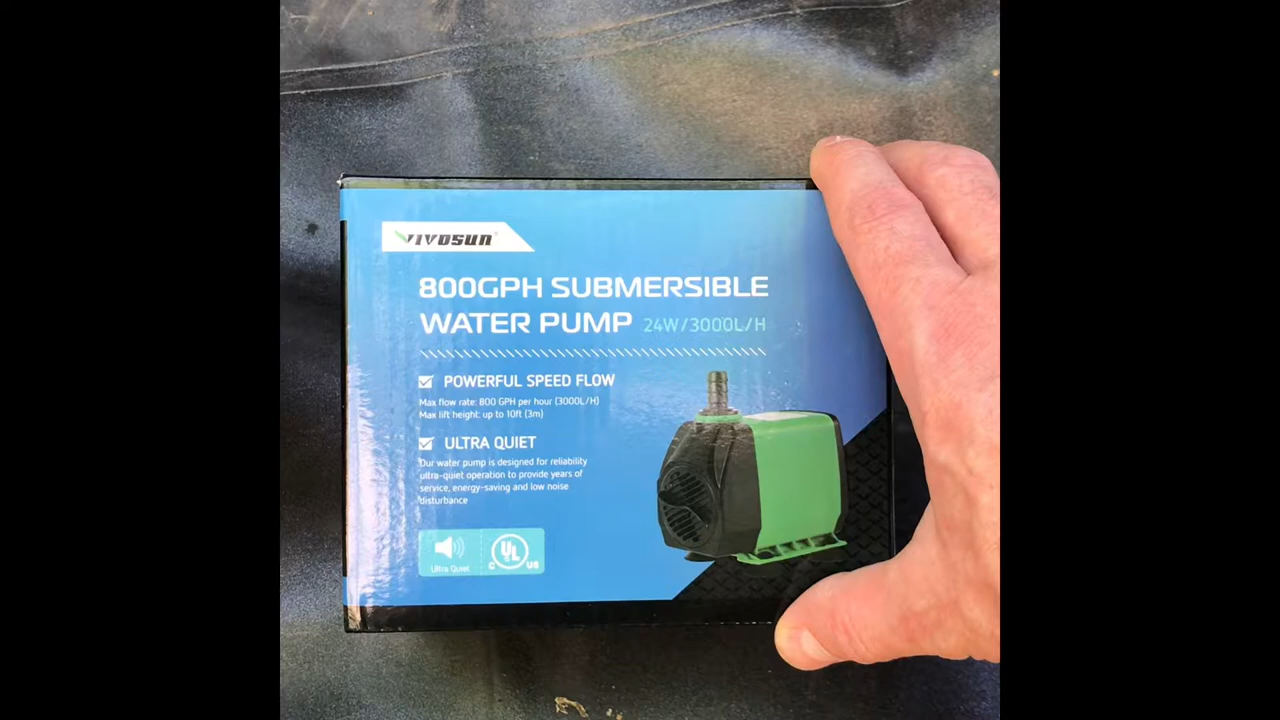 VIVOSUN®
800GPH SUBMERSIBLE
WATER PUMP 24W/3000L/H
POWERFUL SPEED FLOW
Max flow rate: 800 GPH per hour (3000L/H)
Max lift height: up to 10ft (3m)
ULTRA QUIET
Our water pump is designed for reliability
ultra-quiet operation to provide years of
service, energy-saving and low noise
disturbance
Ultra Quiet
C UL US